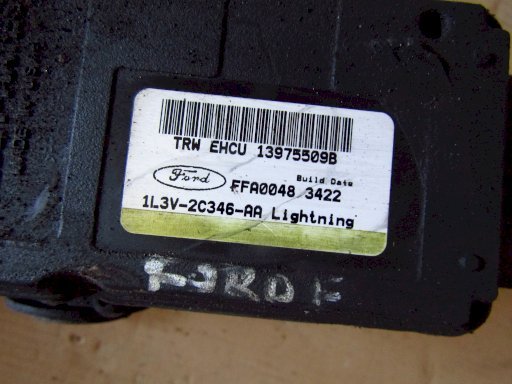 TRW EHCU 13975509B
Build Date
Ford FFA0048 3422
1L3V-2C346-AA Lightning
FORD F